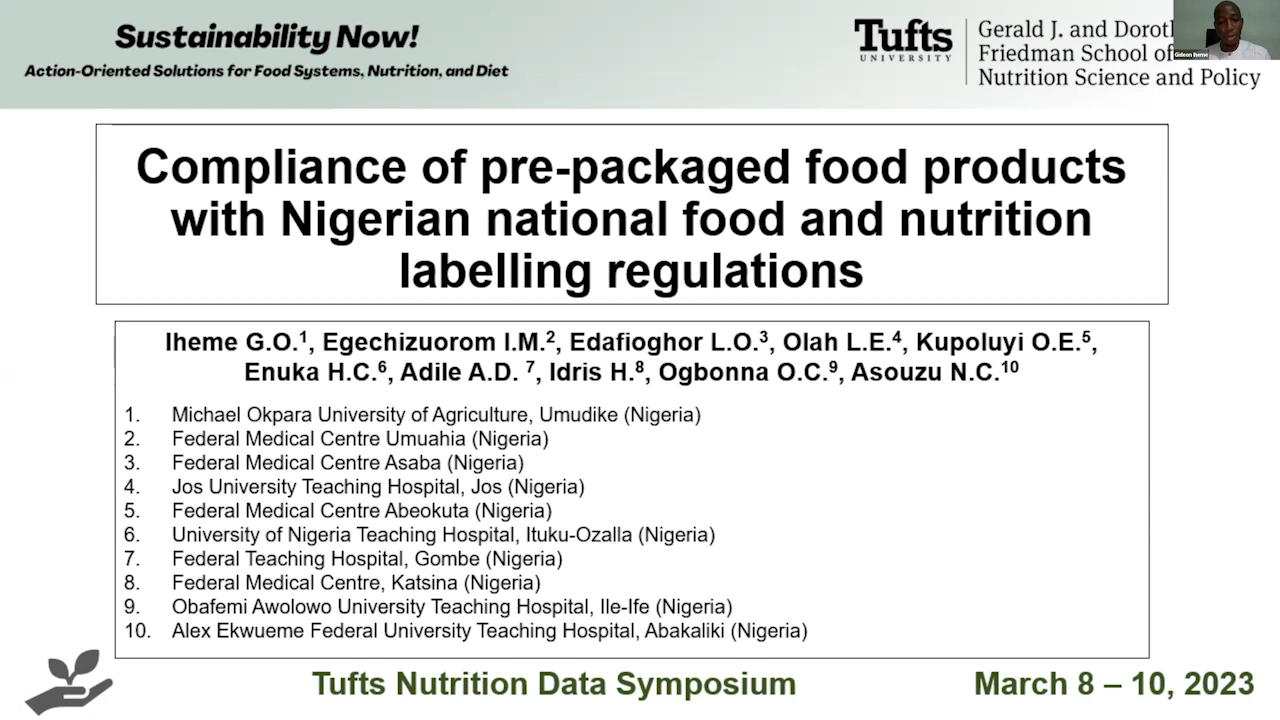 Sustainability Now!
Action-Oriented Solutions for Food Systems, Nutrition, and Diet
Tufts
UNIVERSITY
Gerald J. and Dorot
Friedman School of
Nutrition Science and Policy
Gideon Iheme
Compliance of pre-packaged food products
with Nigerian national food and nutrition
labelling regulations
Iheme G.O.¹, Egechizuorom I.M.², Edafioghor L.O.³, Olah L.E.⁴, Kupoluyi O.E.⁵,
Enuka H.C.⁶, Adile A.D. ⁷, Idris H.⁸, Ogbonna O.C.⁹, Asouzu N.C.¹⁰
1. Michael Okpara University of Agriculture, Umudike (Nigeria)
2. Federal Medical Centre Umuahia (Nigeria)
3. Federal Medical Centre Asaba (Nigeria)
4. Jos University Teaching Hospital, Jos (Nigeria)
5. Federal Medical Centre Abeokuta (Nigeria)
6. University of Nigeria Teaching Hospital, Ituku-Ozalla (Nigeria)
7. Federal Teaching Hospital, Gombe (Nigeria)
8. Federal Medical Centre, Katsina (Nigeria)
9. Obafemi Awolowo University Teaching Hospital, Ile-Ife (Nigeria)
10. Alex Ekwueme Federal University Teaching Hospital, Abakaliki (Nigeria)
Tufts Nutrition Data Symposium
March 8 – 10, 2023